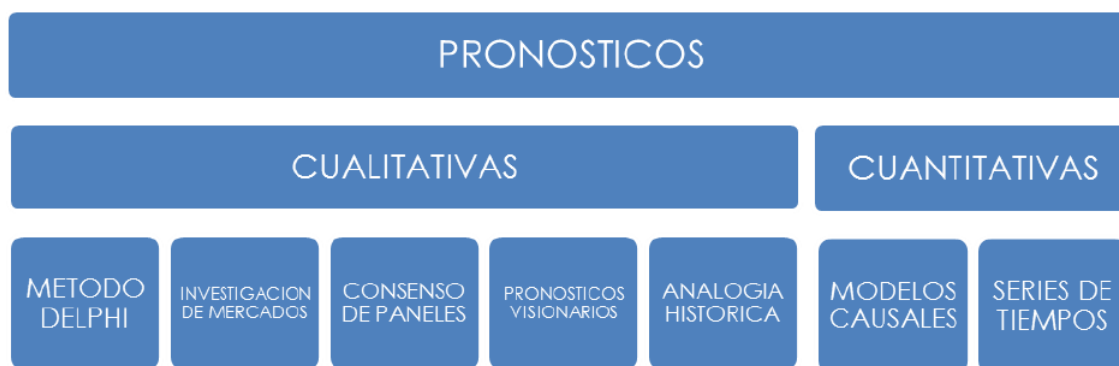 PRONOSTICOS
CUALITATIVAS
CUANTITATIVAS
METODO
DELPHI
INVESTIGACION
DE MERCADOS
CONSENSO
DE PANELES
PRONOSTICOS
VISIONARIOS
ANALOGIA
HISTORICA
MODELOS
CAUSALES
SERIES DE
TIEMPOS